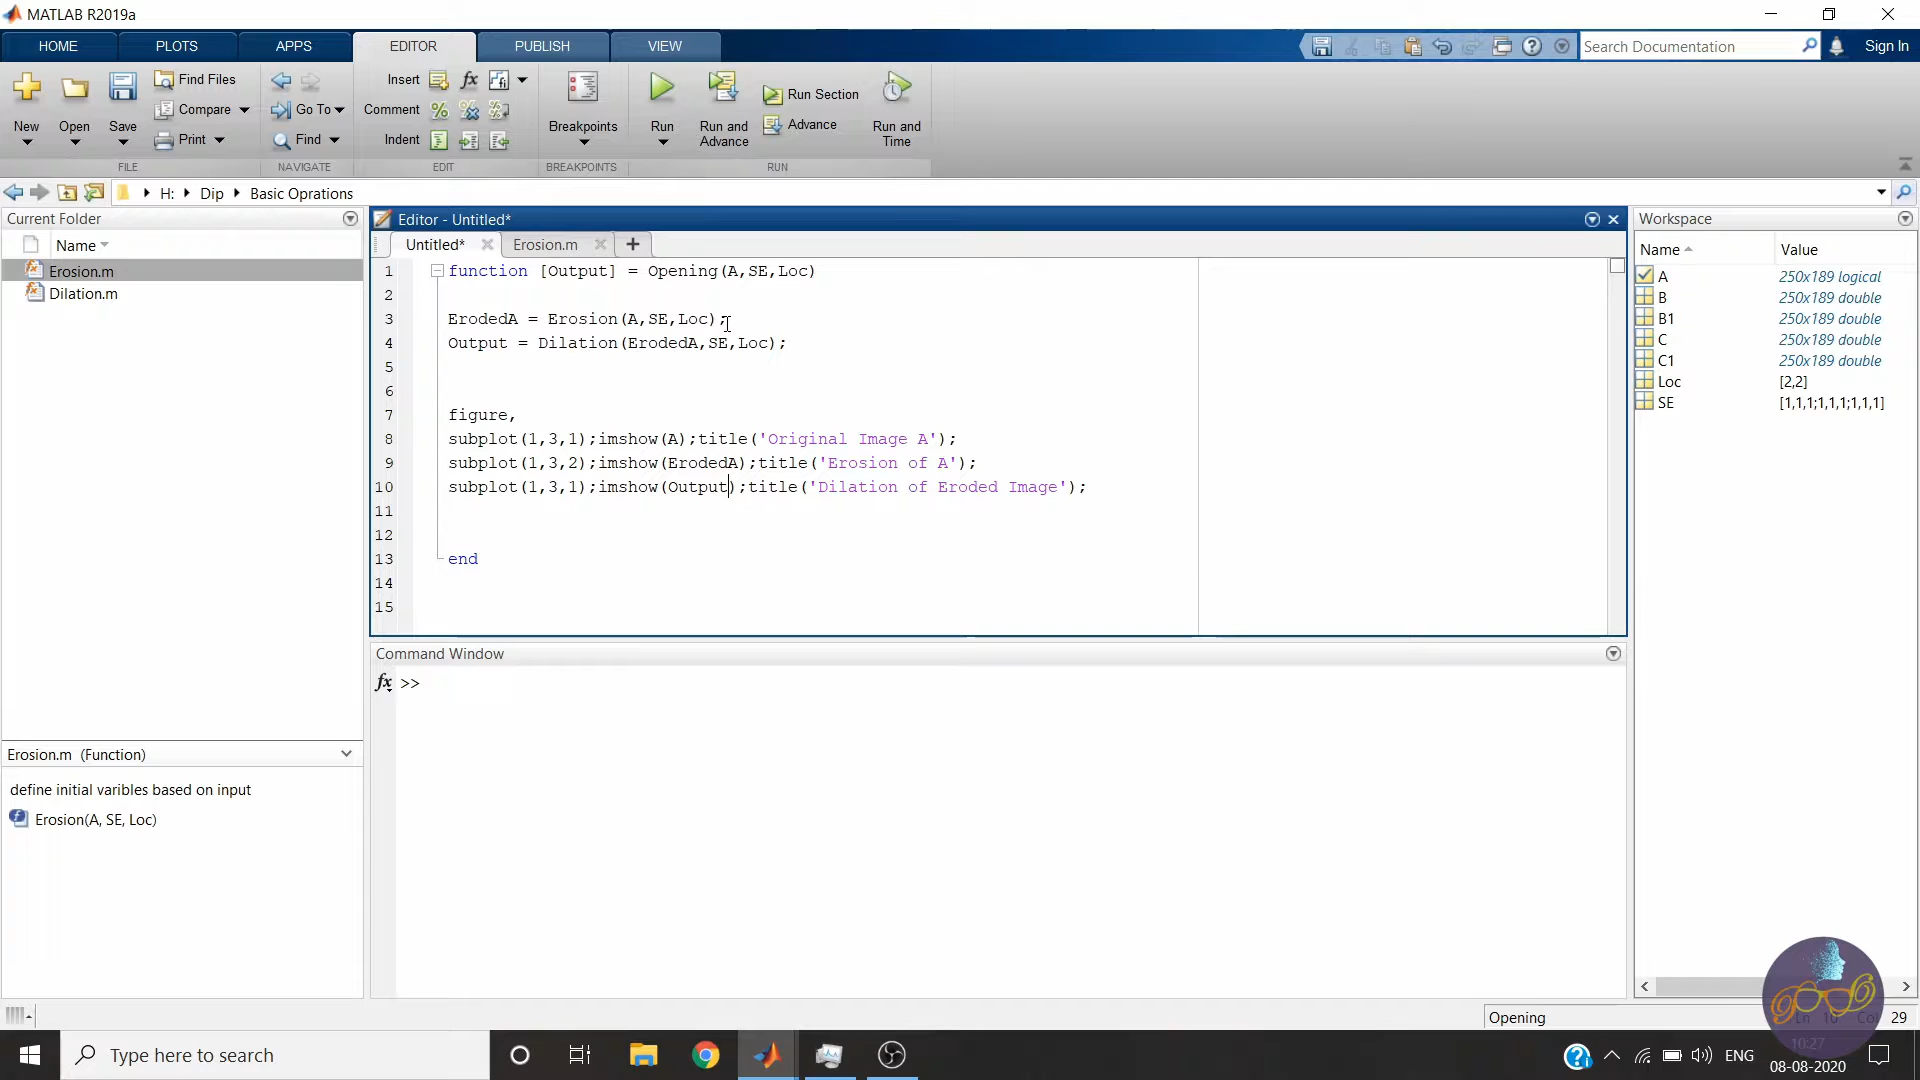 MATLAB R2019a
HOME PLOTS APPS EDITOR PUBLISH VIEW Search Documentation Sign In
New Open Save Find Files Compare Print Go To Find Insert Comment Indent Breakpoints Run Run and Advance Run Section Advance Run and Time
FILE NAVIGATE EDIT BREAKPOINTS RUN
H: Dip Basic Oprations
Current Folder
Name
Erosion.m
Dilation.m
Erosion.m (Function)
define initial varibles based on input
Erosion(A, SE, Loc)
Editor - Untitled*
Untitled* Erosion.m
1 function [Output] = Opening(A,SE,Loc)
2
3 ErodedA = Erosion(A,SE,Loc);
4 Output = Dilation(ErodedA,SE,Loc);
5
6
7 figure,
8 subplot(1,3,1);imshow(A);title('Original Image A');
9 subplot(1,3,2);imshow(ErodedA);title('Erosion of A');
10 subplot(1,3,1);imshow(Output);title('Dilation of Eroded Image');
11
12
13 end
14
15
Command Window
fx >>
Workspace
Name Value
A 250x189 logical
B 250x189 double
B1 250x189 double
C 250x189 double
C1 250x189 double
Loc [2,2]
SE [1,1,1;1,1,1;1,1,1]
Opening Ln 10 Col 29
Type here to search
ENG
10:27
08-08-2020